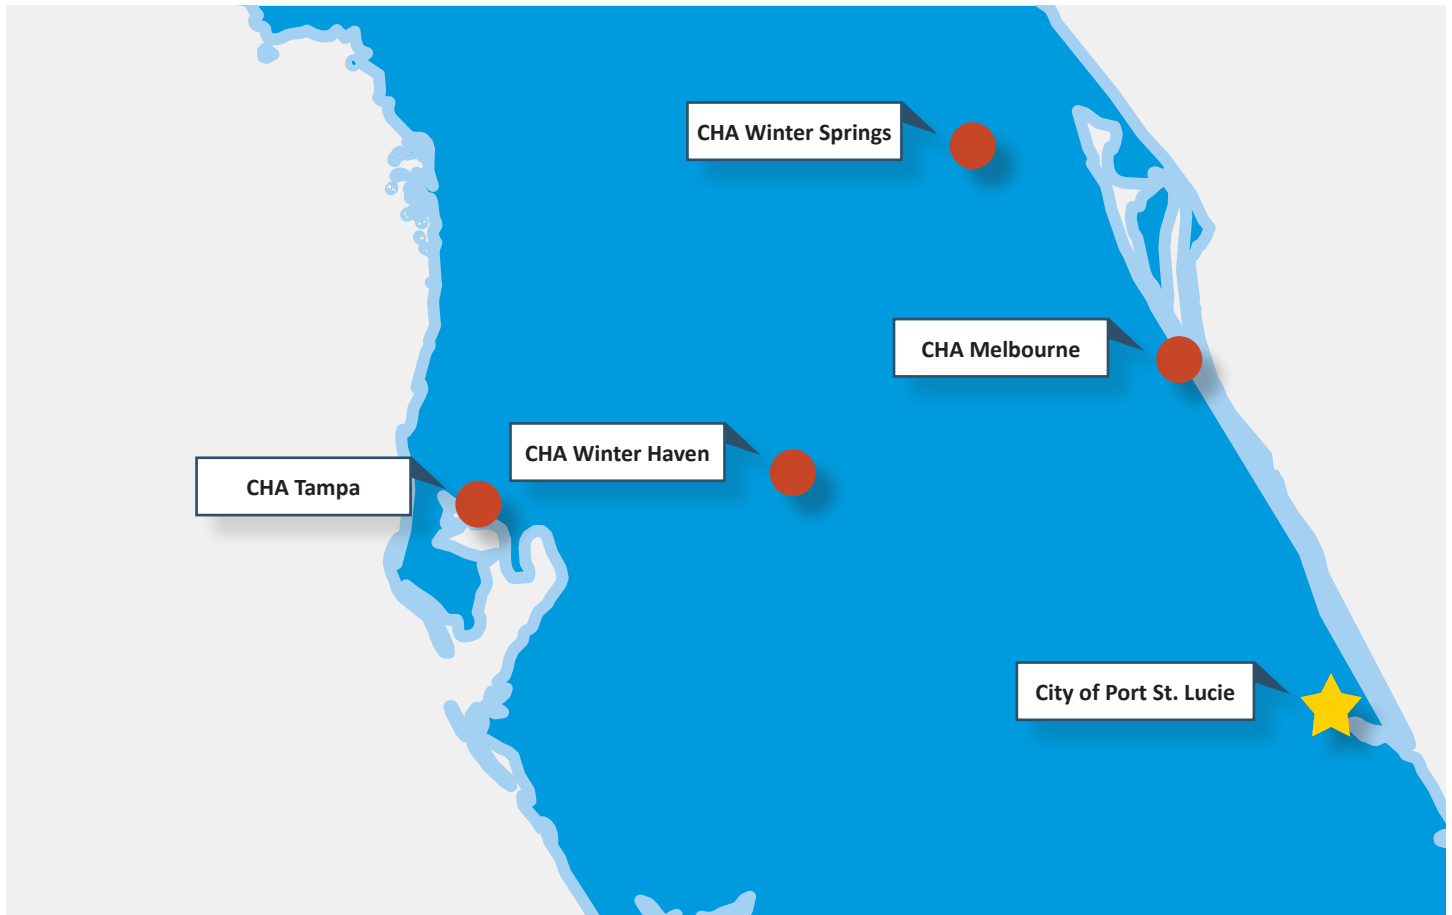 CHA Winter Springs
CHA Melbourne
CHA Winter Haven
CHA Tampa
City of Port St. Lucie